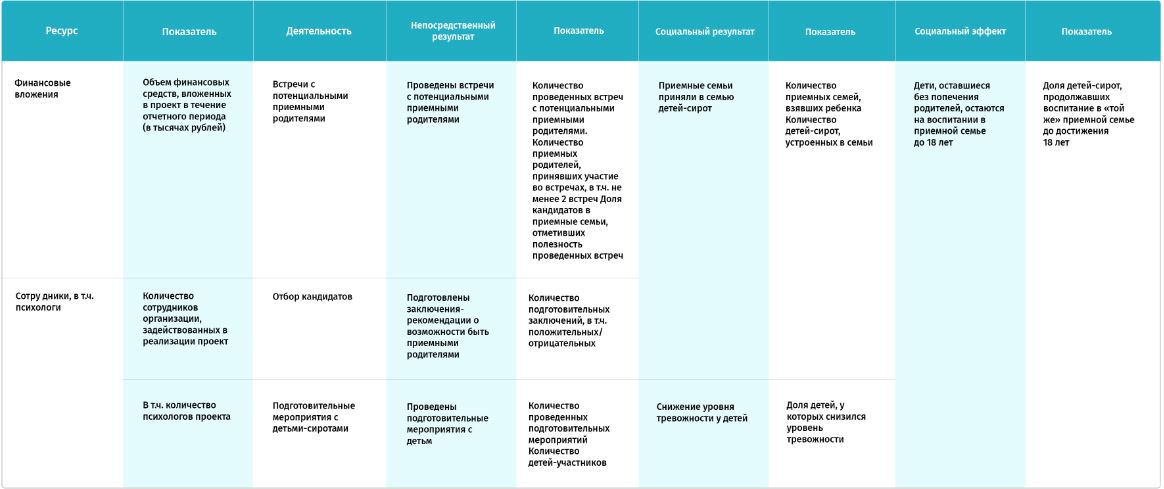 Ресурс
Показатель
Деятельность
Непосредственный
результат
Показатель
Социальный результат
Показатель
Социальный эффект
Показатель
Финансовые
вложения
Объем финансовых
средств, вложенных
в проект в течение
отчетного периода
(в тысячах рублей)
Встречи с
потенциальными
приемными
родителями
Проведены встречи
с потенциальными
приемными
родителями
Количество
проведенных встреч
с потенциальными
приемными
родителями.
Количество
приемных
родителей,
принявших участие
во встречах, в т.ч. не
менее 2 встреч Доля
кандидатов в
приемные семьи,
отметивших
полезность
проведенных встреч
Приемные семьи
приняли в семью
детей-сирот
Количество
приемных семей,
взявших ребенка
Количество
детей-сирот,
устроенных в семьи
Дети, оставшиеся
без попечения
родителей, остаются
на воспитании в
приемной семье
до 18 лет
Доля детей-сирот,
продолжавших
воспитание в «той
же» приемной семье
до достижения
18 лет
Сотру дники, в т.ч.
психологи
Количество
сотрудников
организации,
задействованных в
реализации проект
Отбор кандидатов
Подготовлены
заключения-
рекомендации о
возможности быть
приемными
родителями
Количество
подготовительных
заключений, в т.ч.
положительных/
отрицательных
В т.ч. количество
психологов проекта
Подготовительные
мероприятия с
детьми-сиротами
Проведены
подготовительные
мероприятия с
детьм
Количество
проведенных
подготовительных
мероприятий
Количество
детей-участников
Снижение уровня
тревожности у детей
Доля детей, у
которых снизился
уровень
тревожности